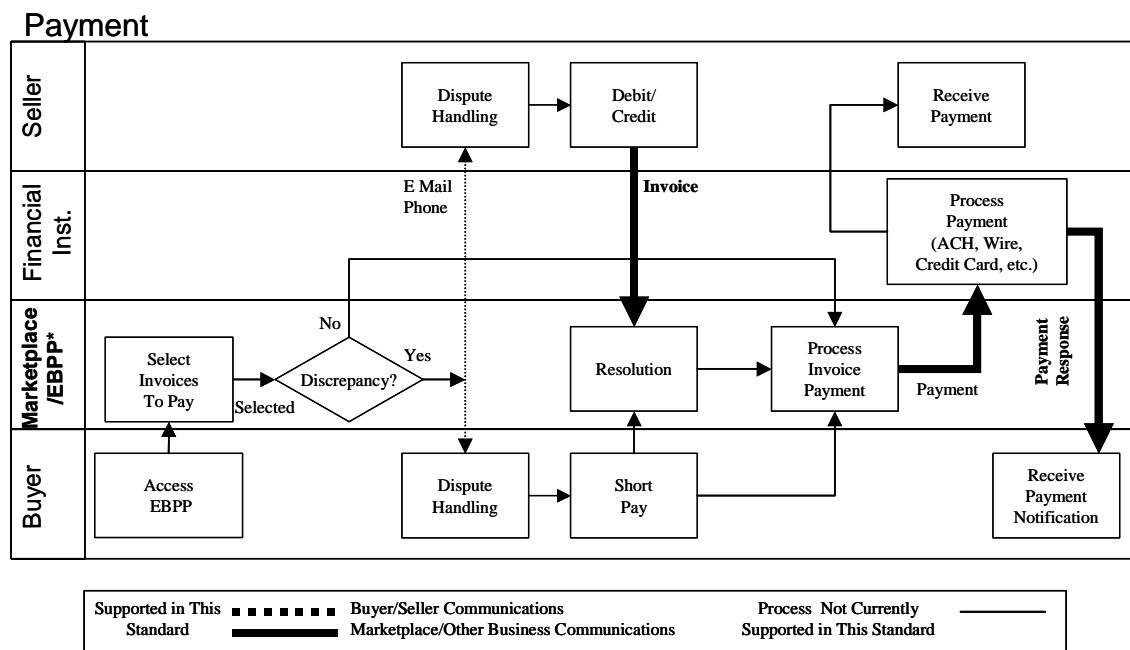 Payment
Seller
Dispute
Handling
Debit/
Credit
Receive
Payment
Financial
Inst.
E Mail
Phone
Invoice
Process
Payment
(ACH, Wire,
Credit Card, etc.)
Marketplace
/EBPP*
Select
Invoices
To Pay
Selected
No
Discrepancy?
Yes
Resolution
Process
Invoice
Payment
Payment
Payment
Response
Buyer
Access
EBPP
Dispute
Handling
Short
Pay
Receive
Payment
Notification
Supported in This
Standard
Buyer/Seller Communications
Marketplace/Other Business Communications
Process Not Currently
Supported in This Standard